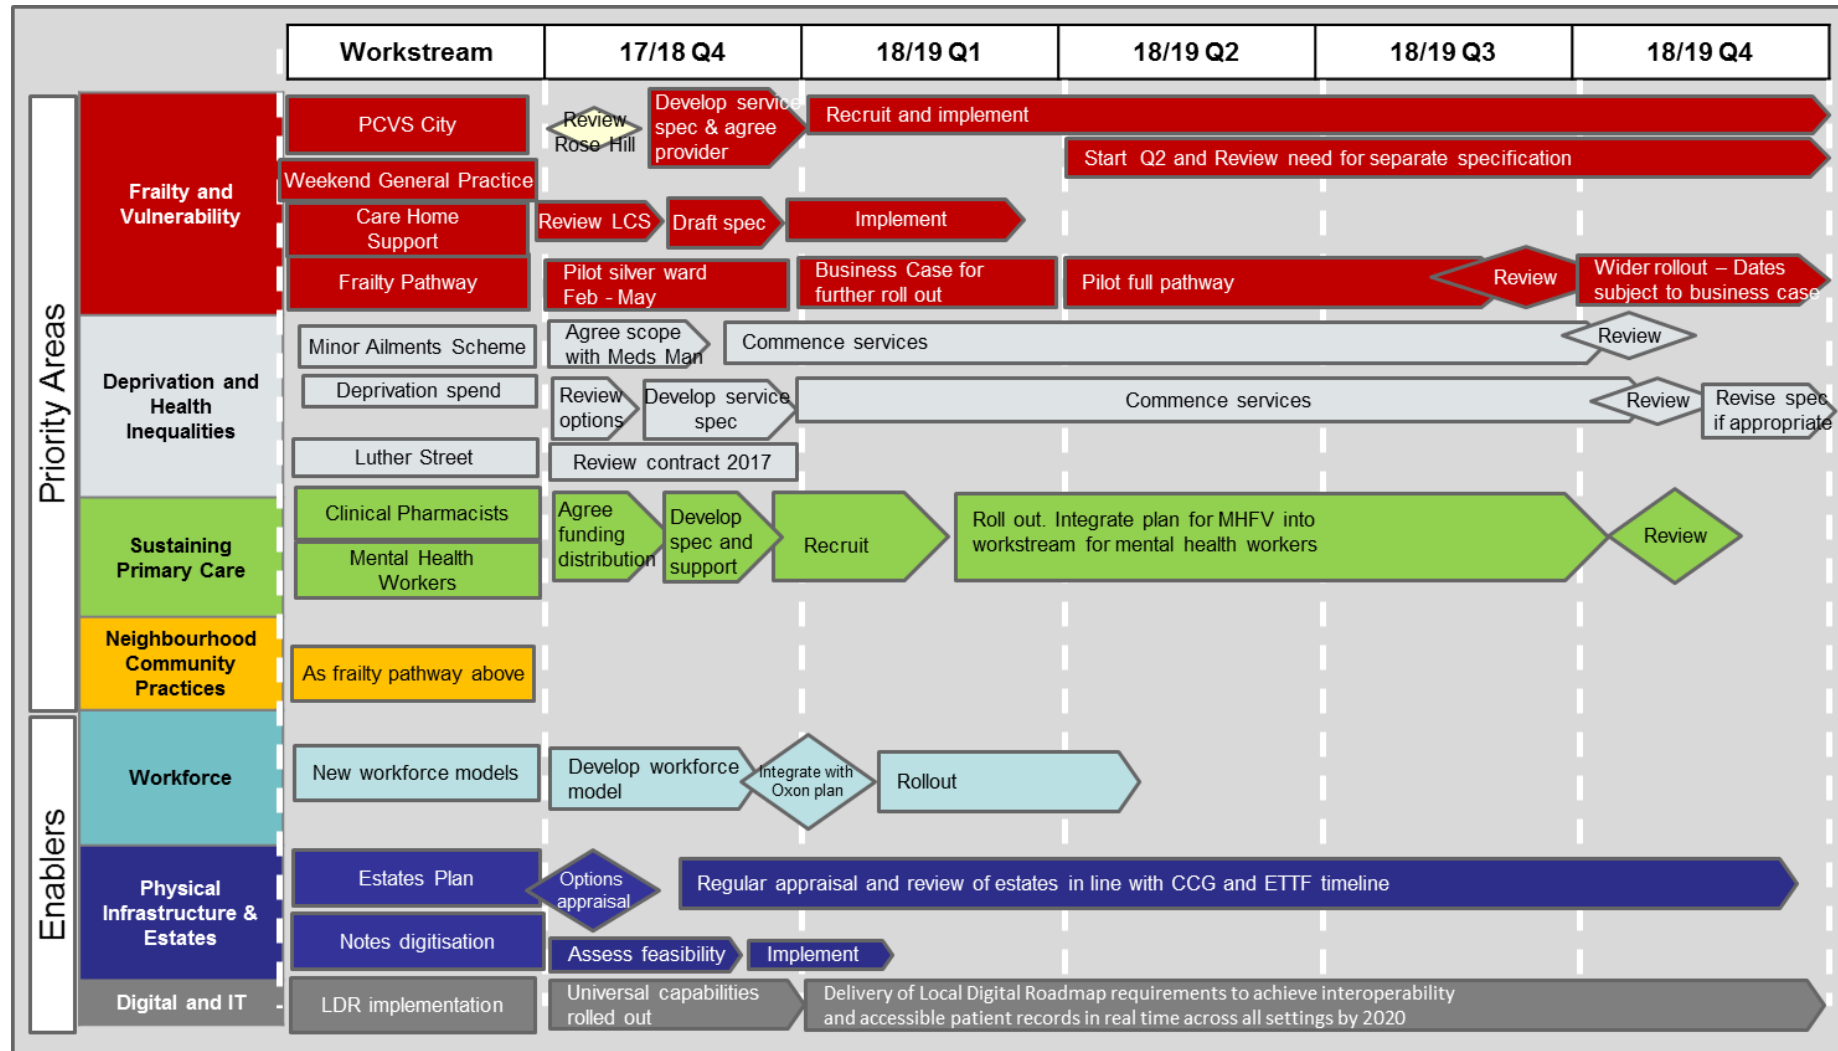 Workstream
17/18 Q4
18/19 Q1
18/19 Q2
18/19 Q3
18/19 Q4
Priority Areas
Frailty and
Vulnerability
PCVS City
Review
Rose Hill
Develop service
spec & agree
provider
Recruit and implement
Weekend General Practice
Start Q2 and Review need for separate specification
Care Home
Support
Review LCS
Draft spec
Implement
Frailty Pathway
Pilot silver ward
Feb - May
Business Case for
further roll out
Pilot full pathway
Review
Wider rollout – Dates
subject to business case
Deprivation and
Health
Inequalities
Minor Ailments Scheme
Agree scope
with Meds Man
Commence services
Review
Deprivation spend
Review
options
Develop service
spec
Commence services
Review
Revise spec
if appropriate
Luther Street
Review contract 2017
Sustaining
Primary Care
Clinical Pharmacists
Mental Health
Workers
Agree
funding
distribution
Develop
spec and
support
Recruit
Roll out. Integrate plan for MHFV into
workstream for mental health workers
Review
Neighbourhood
Community
Practices
As frailty pathway above
Enablers
Workforce
New workforce models
Develop workforce
model
Integrate with
Oxon plan
Rollout
Physical
Infrastructure &
Estates
Estates Plan
Options
appraisal
Regular appraisal and review of estates in line with CCG and ETTF timeline
Notes digitisation
Assess feasibility
Implement
Digital and IT
LDR implementation
Universal capabilities
rolled out
Delivery of Local Digital Roadmap requirements to achieve interoperability
and accessible patient records in real time across all settings by 2020